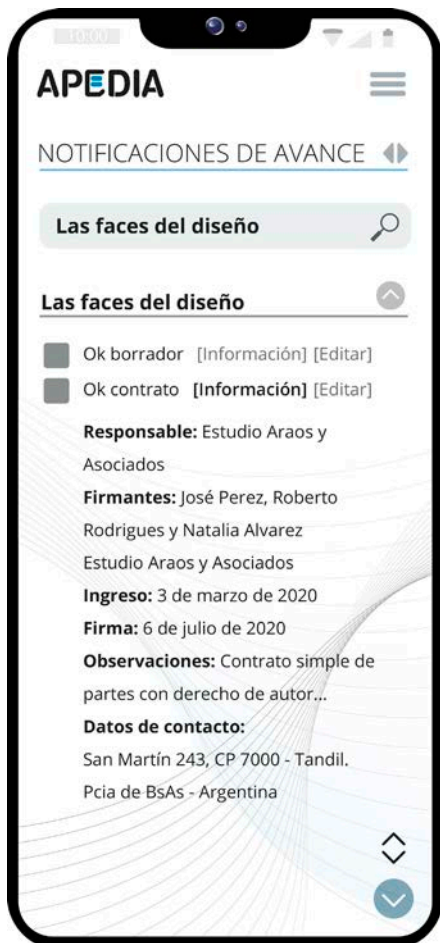 10:00
APEDIA
NOTIFICACIONES DE AVANCE
Las faces del diseño
Las faces del diseño
Ok borrador [Información] [Editar]
Ok contrato [Información] [Editar]
Responsable: Estudio Araos y
Asociados
Firmantes: José Perez, Roberto
Rodrigues y Natalia Alvarez
Estudio Araos y Asociados
Ingreso: 3 de marzo de 2020
Firma: 6 de julio de 2020
Observaciones: Contrato simple de
partes con derecho de autor...
Datos de contacto:
San Martín 243, CP 7000 - Tandil.
Pcia de BsAs - Argentina